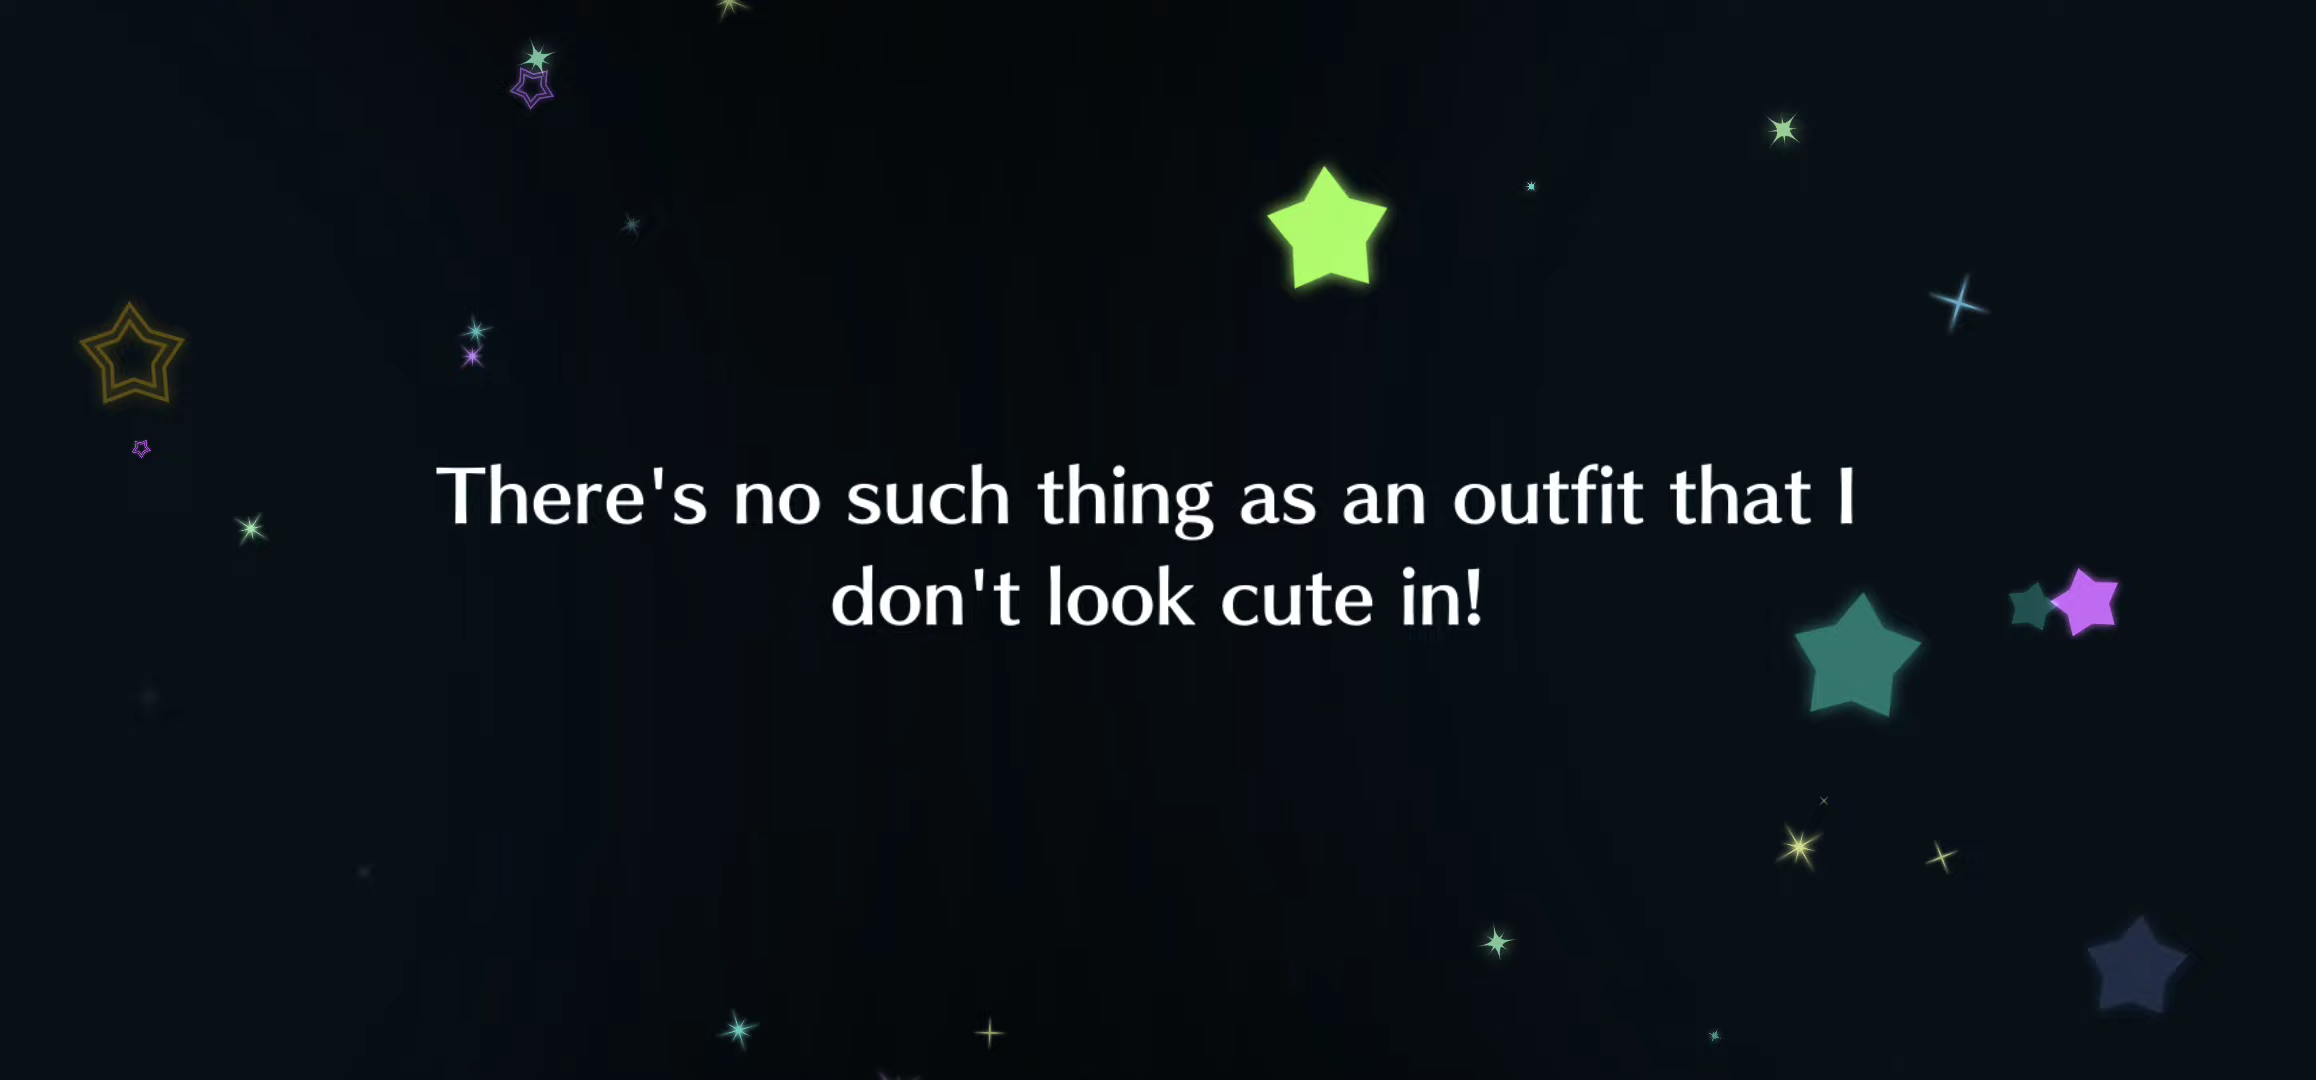 There's no such thing as an outfit that I
don't look cute in!